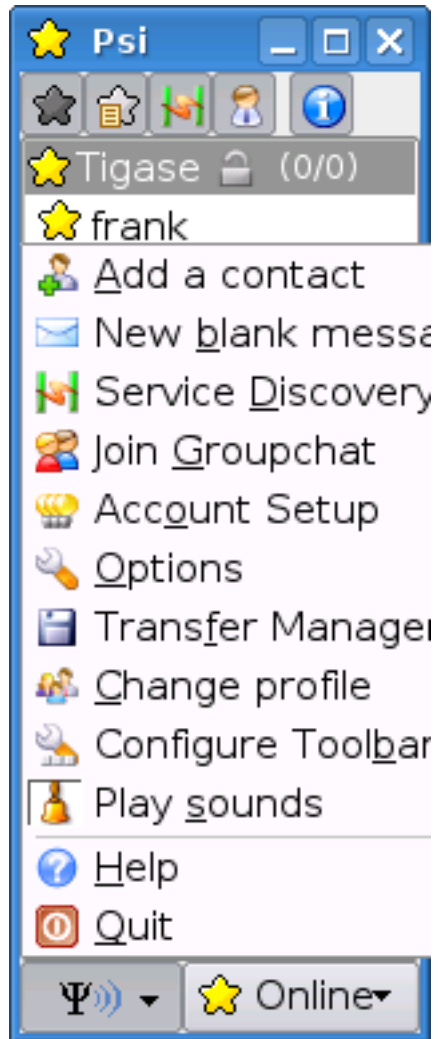 Psi
Tigase (0/0)
frank
Add a contact
New blank messa
Service Discovery
Join Groupchat
Account Setup
Options
Transfer Manager
Change profile
Configure Toolbar
Play sounds
Help
Quit
Ψ Online